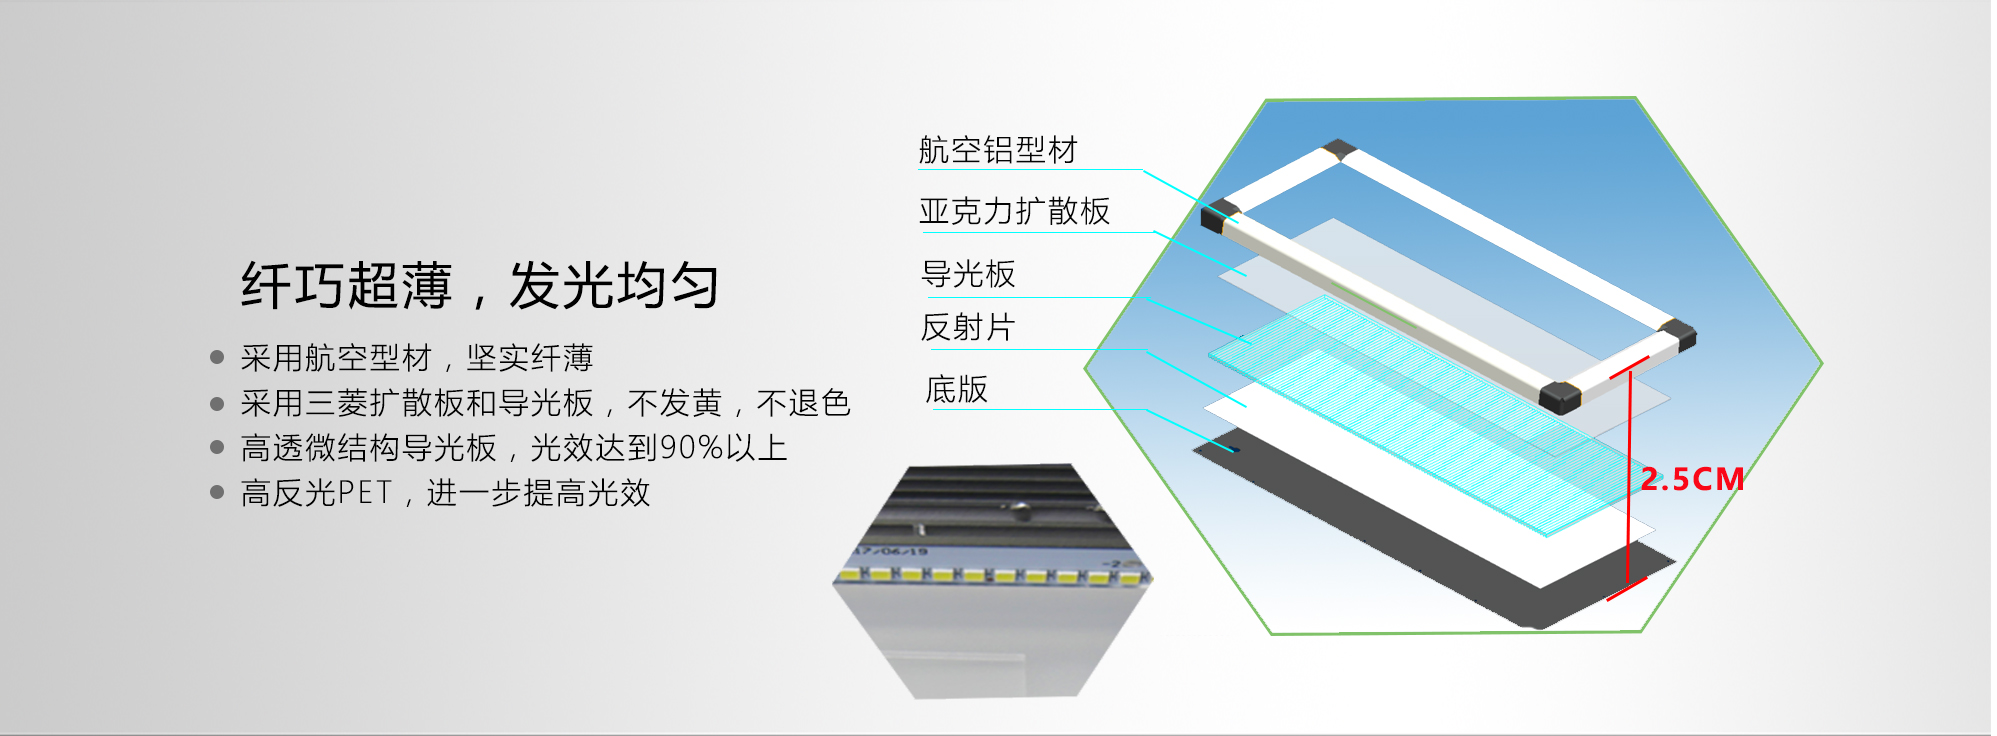 纤巧超薄，发光均匀
采用航空型材，坚实纤薄
采用三菱扩散板和导光板，不发黄，不退色
高透微结构导光板，光效达到90%以上
高反光PET，进一步提高光效
航空铝型材
亚克力扩散板
导光板
反射片
底版
2.5CM
17/06/19
-2